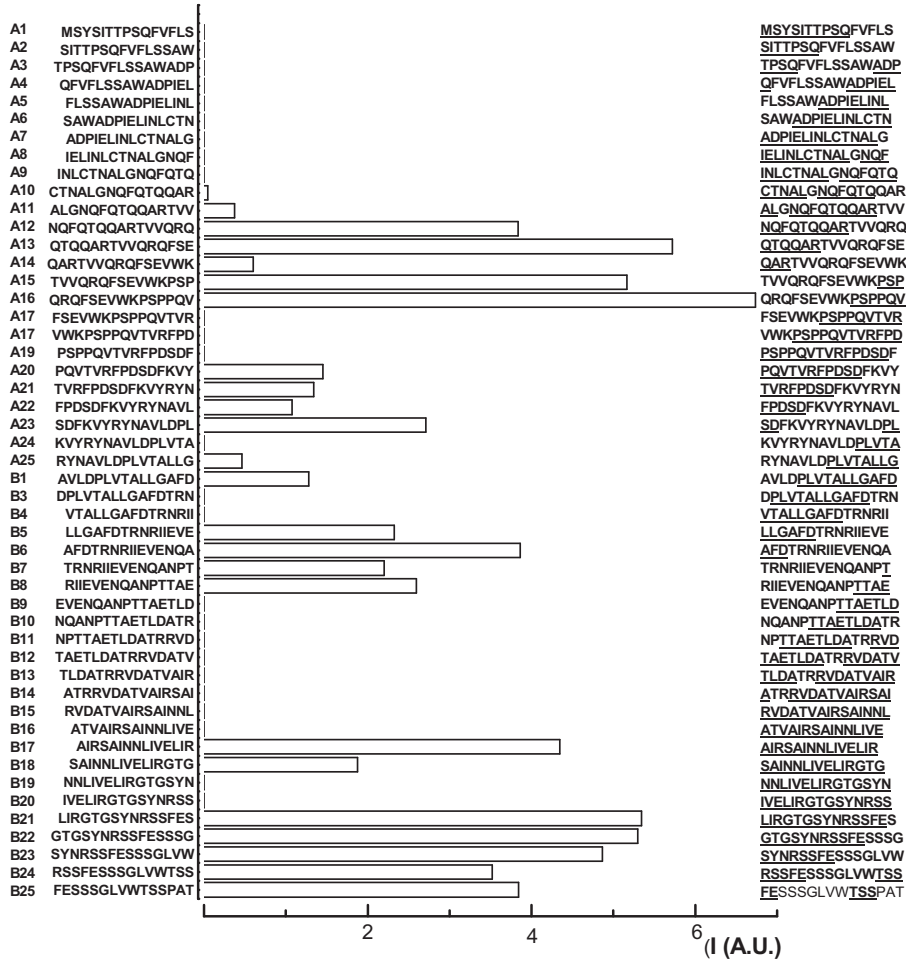 A1 MSYSITTPSQFVFLS MSYSITTPSQFVFLS
A2 SITTPSQFVFLSSAW SITTPSQFVFLSSAW
A3 TPSQFVFLSSAWADP TPSQFVFLSSAWADP
A4 QFVFLSSAWADPIEL QFVFLSSAWADPIEL
A5 FLSSAWADPIELINL FLSSAWADPIELINL
A6 SAWADPIELINLCTN SAWADPIELINLCTN
A7 ADPIELINLCTNALG ADPIELINLCTNALG
A8 IELINLCTNALGNQF IELINLCTNALGNQF
A9 INLCTNALGNQFQTQ INLCTNALGNQFQTQ
A10 CTNALGNQFQTQQAR CTNALGNQFQTQQAR
A11 ALGNQFQTQQARTVV ALGNQFQTQQARTVV
A12 NQFQTQQARTVVQRQ NQFQTQQARTVVQRQ
A13 QTQQARTVVQRQFSE QTQQARTVVQRQFSE
A14 QARTVVQRQFSEVWK QARTVVQRQFSEVWK
A15 TVVQRQFSEVWKPSP TVVQRQFSEVWKPSP
A16 QRQFSEVWKPSPPQV QRQFSEVWKPSPPQV
A17 FSEVWKPSPPQVTVR FSEVWKPSPPQVTVR
A17 VWKPSPPQVTVRFPD VWKPSPPQVTVRFPD
A19 PSPPQVTVRFPDSDF PSPPQVTVRFPDSDF
A20 PQVTVRFPDSDFKVY PQVTVRFPDSDFKVY
A21 TVRFPDSDFKVYRYN TVRFPDSDFKVYRYN
A22 FPDSDFKVYRYNAVL FPDSDFKVYRYNAVL
A23 SDFKVYRYNAVLDPL SDFKVYRYNAVLDPL
A24 KVYRYNAVLDPLVTA KVYRYNAVLDPLVTA
A25 RYNAVLDPLVTALLG RYNAVLDPLVTALLG
B1 AVLDPLVTALLGAFD AVLDPLVTALLGAFD
B3 DPLVTALLGAFDTRN DPLVTALLGAFDTRN
B4 VTALLGAFDTRNRII VTALLGAFDTRNRII
B5 LLGAFDTRNRIIEVE LLGAFDTRNRIIEVE
B6 AFDTRNRIIEVENQA AFDTRNRIIEVENQA
B7 TRNRIIEVENQANPT TRNRIIEVENQANPT
B8 RIIEVENQANPTTAE RIIEVENQANPTTAE
B9 EVENQANPTTAETLD EVENQANPTTAETLD
B10 NQANPTTAETLDATR NQANPTTAETLDATR
B11 NPTTAETLDATRRVD NPTTAETLDATRRVD
B12 TAETLDATRRVDATV TAETLDATRRVDATV
B13 TLDATRRVDATVAIR TLDATRRVDATVAIR
B14 ATRRVDATVAIRSAI ATRRVDATVAIRSAI
B15 RVDATVAIRSAINNL RVDATVAIRSAINNL
B16 ATVAIRSAINNLIVE ATVAIRSAINNLIVE
B17 AIRSAINNLIVELIR AIRSAINNLIVELIR
B18 SAINNLIVELIRGTG SAINNLIVELIRGTG
B19 NNLIVELIRGTGSYN NNLIVELIRGTGSYN
B20 IVELIRGTGSYNRSS IVELIRGTGSYNRSS
B21 LIRGTGSYNRSSFES LIRGTGSYNRSSFES
B22 GTGSYNRSSFESSSG GTGSYNRSSFESSSG
B23 SYNRSSFESSSGLVW SYNRSSFESSSGLVW
B24 RSSFESSSGLVWTSS RSSFESSSGLVWTSS
B25 FESSSGLVWTSSPAT FESSSGLVWTSSPAT
2 4 6 (I (A.U.)